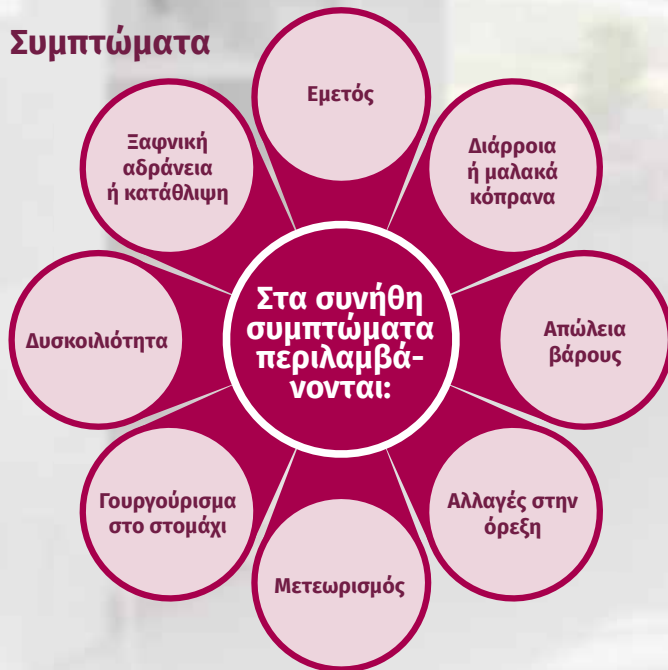 Συμπτώματα
Εμετός
Διάρροια
ή μαλακά
κόπρανα
Απώλεια
βάρους
Αλλαγές στην
όρεξη
Μετεωρισμός
Γουργούρισμα
στο στομάχι
Δυσκοιλιότητα
Ξαφνική
αδράνεια
ή κατάθλιψη
Στα συνήθη
συμπτώματα
περιλαμβά-
νονται: